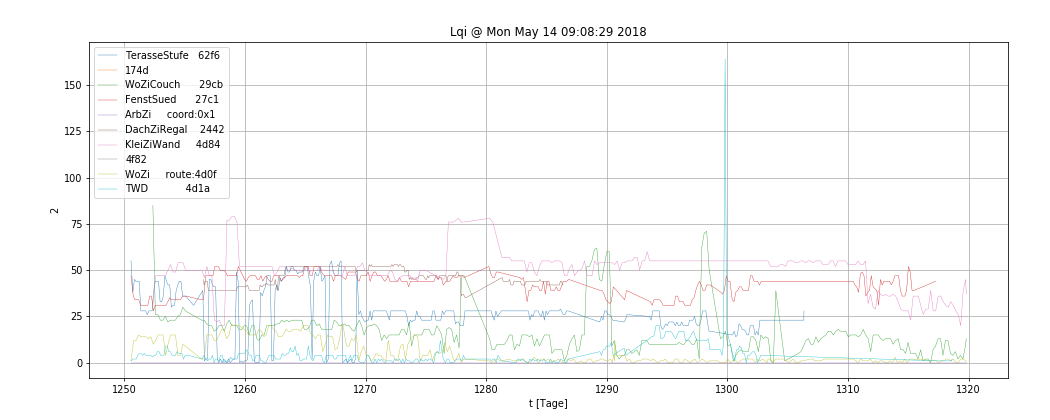 Lqi @ Mon May 14 09:08:29 2018
TerasseStufe 62f6
174d
WoZiCouch 29cb
FenstSued 27c1
ArbZi coord:0x1
DachZiRegal 2442
KleiZiWand 4d84
4f82
WoZi route:4d0f
TWD 4d1a
150
125
100
75
50
25
0
2
1250 1260 1270 1280 1290 1300 1310 1320
t [Tage]